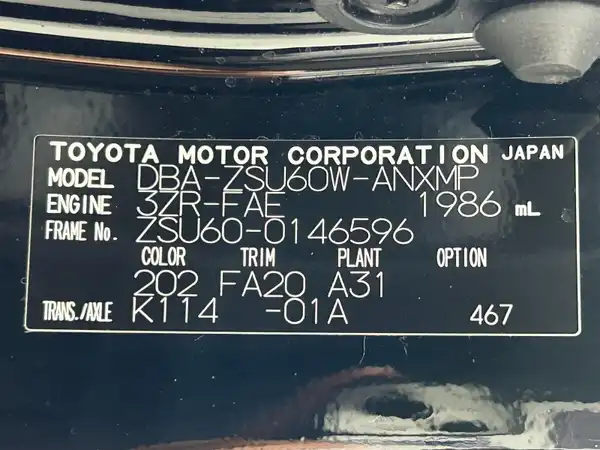 TOYOTA MOTOR CORPORATION JAPAN
MODEL DBA-ZSU60W-ANXMP
ENGINE 3ZR-FAE 1986 mL
FRAME No. ZSU60-0146596
COLOR TRIM PLANT OPTION
202 FA20 A31
TRANS./AXLE K114 -01A 467